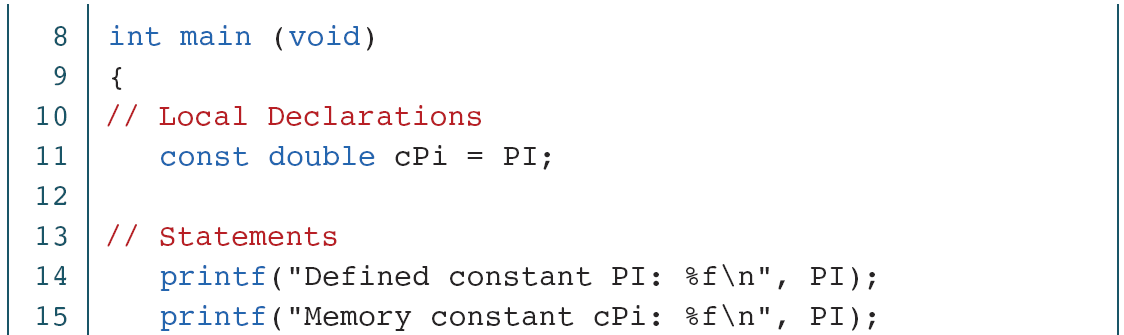 8 int main (void)
9 {
10 // Local Declarations
11    const double cPi = PI;
12
13 // Statements
14    printf("Defined constant PI: %f\n", PI);
15    printf("Memory constant cPi: %f\n", PI);